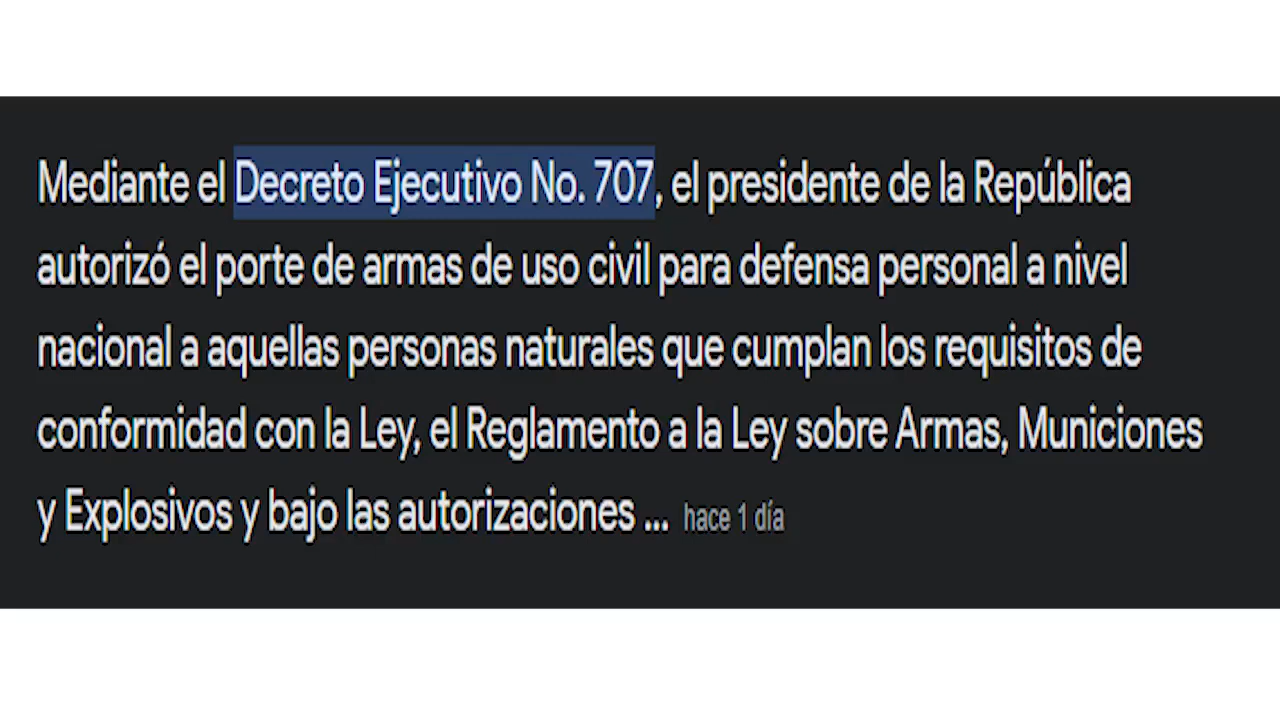 Mediante el Decreto Ejecutivo No. 707, el presidente de la República
autorizó el porte de armas de uso civil para defensa personal a nivel
nacional a aquellas personas naturales que cumplan los requisitos de
conformidad con la Ley, el Reglamento a la Ley sobre Armas, Municiones
y Explosivos y bajo las autorizaciones ... hace 1 día